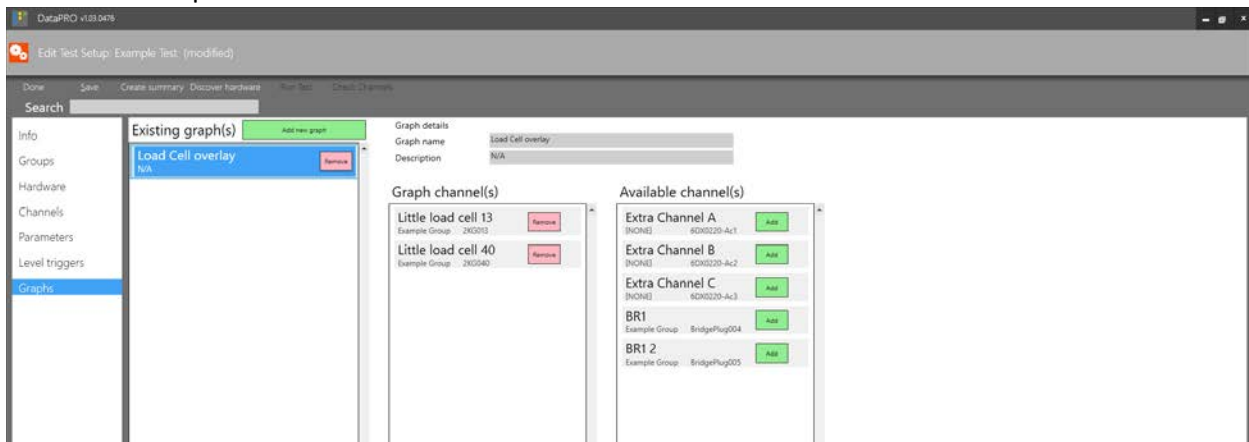 DataPRO v1.03.0476
Edit Test Setup: Example Test (modified)
Done Save Create summary Discover hardware Run Test Check Channels
Search
Info
Groups
Hardware
Channels
Parameters
Level triggers
Graphs
Existing graph(s) Add new graph
Load Cell overlay Remove
N/A
Graph details
Graph name Load Cell overlay
Description N/A
Graph channel(s)
Little load cell 13 Remove
Example Group 2KG013
Little load cell 40 Remove
Example Group 2KG040
Available channel(s)
Extra Channel A Add
[NONE] 6DX0220-Ac1
Extra Channel B Add
[NONE] 6DX0220-Ac2
Extra Channel C Add
[NONE] 6DX0220-Ac3
BR1 Add
Example Group BridgePlug004
BR1 2 Add
Example Group BridgePlug005